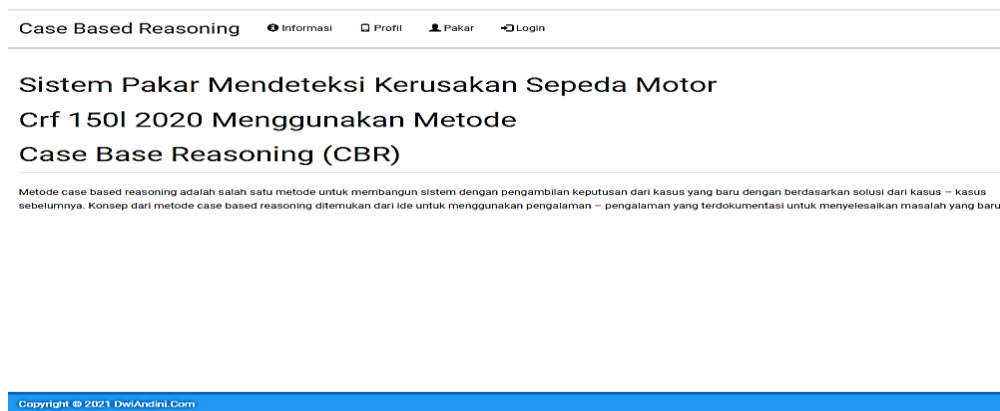 Case Based Reasoning Informasi Profil Pakar Login
Sistem Pakar Mendeteksi Kerusakan Sepeda Motor
Crf 150l 2020 Menggunakan Metode
Case Base Reasoning (CBR)
Metode case based reasoning adalah salah satu metode untuk membangun sistem dengan pengambilan keputusan dari kasus yang baru dengan berdasarkan solusi dari kasus – kasus
sebelumnya. Konsep dari metode case based reasoning ditemukan dari ide untuk menggunakan pengalaman – pengalaman yang terdokumentasi untuk menyelesaikan masalah yang baru
Copyright © 2021 DwiAndini.Com